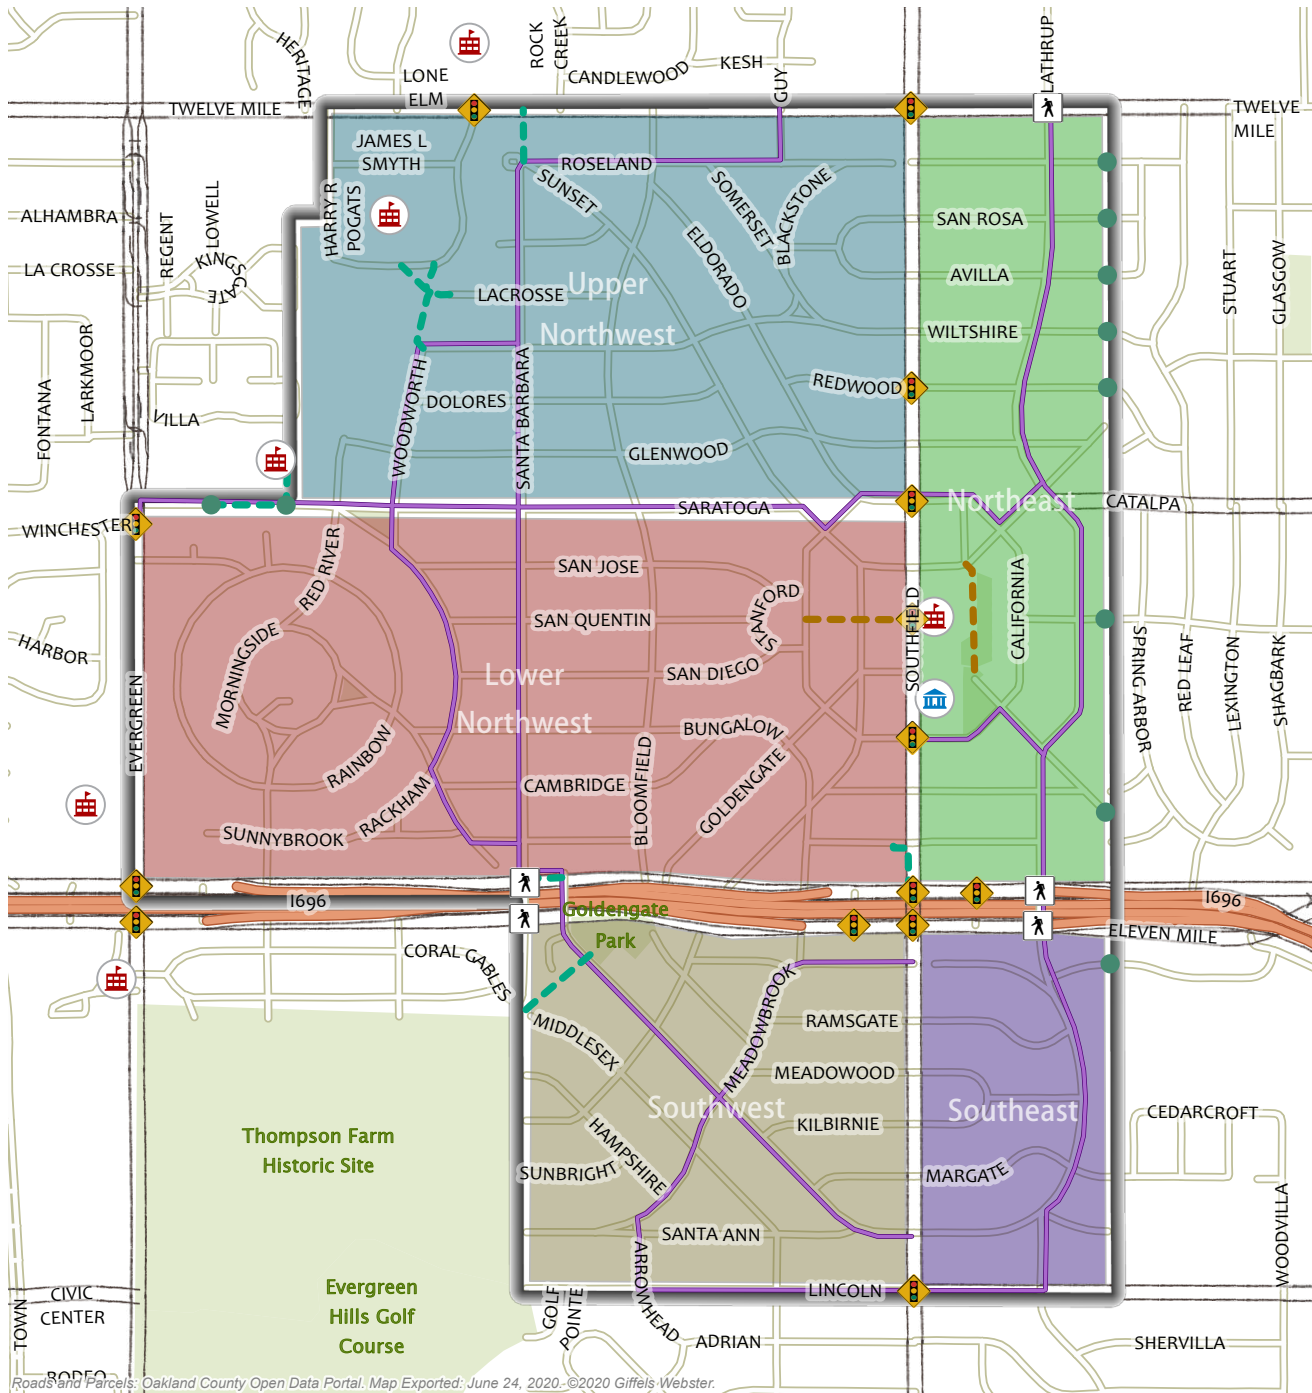 HERITAGE
LONE
ELM
ROCK
CREEK
CANDLEWOOD
KESH
GUY
LATHRUP
TWELVE MILE
TWELVE
MILE
JAMES L
SMYTH
ROSELAND
SUNSET
SOMERSET
BLACKSTONE
HARRY R
POGATS
ALHAMBRA
REGENT
LOWELL
KINGSGATE
LA CROSSE
SAN ROSA
ELDORADO
AVILLA
STUART
GLASGOW
LACROSSE
Upper
Northwest
WILTSHIRE
FONTANA
LARKMOOR
VILLA
WOODWORTH
DOLORES
SANTA BARBARA
REDWOOD
GLENWOOD
SARATOGA
Northeast
CATALPA
WINCHESTER
RED RIVER
SAN JOSE
STANFORD
SAN QUENTIN
SOUTHFIELD
CALIFORNIA
HARBOR
MORNINGSIDE
Lower
Northwest
SAN DIEGO
SPRING ARBOR
RED LEAF
LEXINGTON
SHAGBARK
EVERGREEN
RAINBOW
BLOOMFIELD
BUNGALOW
GOLDENGATE
CAMBRIDGE
RACKHAM
SUNNYBROOK
I696
I696
Goldengate
Park
ELEVEN MILE
CORAL GABLES
MIDDLESEX
MEADOWBROOK
RAMSGATE
MEADOWOOD
Southwest
Southeast
CEDARCROFT
HAMPSHIRE
KILBIRNIE
Thompson Farm
Historic Site
SUNBRIGHT
MARGATE
SANTA ANN
WOODVILLA
ARROWHEAD
LINCOLN
Evergreen
Hills Golf
Course
CIVIC
CENTER
TOWN
GOLF
POINTE
ADRIAN
SHERVILLA
RODEO
Roads and Parcels: Oakland County Open Data Portal. Map Exported: June 24, 2020. ©2020 Giffels Webster.